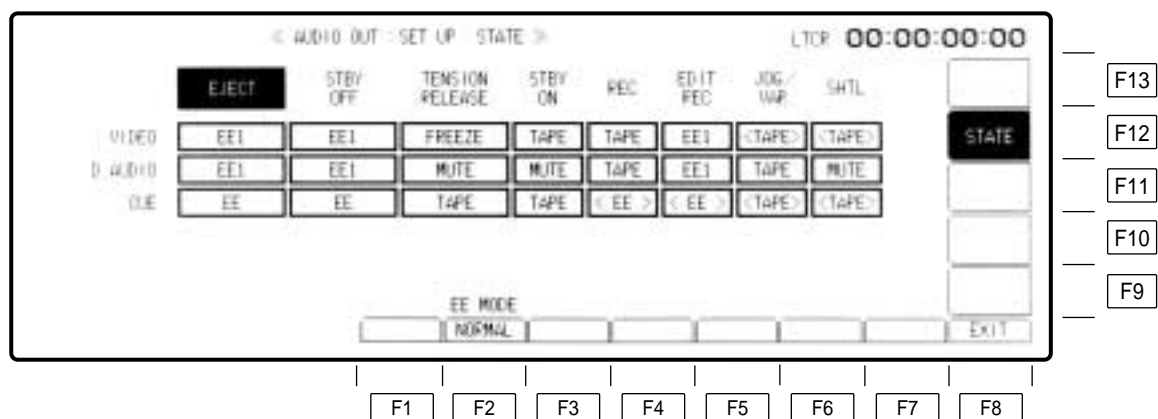 < AUDIO OUT : SET UP : STATE > LTCR 00:00:00:00
EJECT STBY OFF TENSION RELEASE STBY ON REC EDIT REC JOG/ VAR SHTL
VIDEO EE1 EE1 FREEZE TAPE TAPE EE1 <TAPE> <TAPE>
D AUDIO EE1 EE1 MUTE MUTE TAPE EE1 TAPE MUTE
CUE EE EE TAPE TAPE < EE > < EE > <TAPE> <TAPE>
EE MODE
NORMAL EXIT
STATE
F13
F12
F11
F10
F9
F1 F2 F3 F4 F5 F6 F7 F8